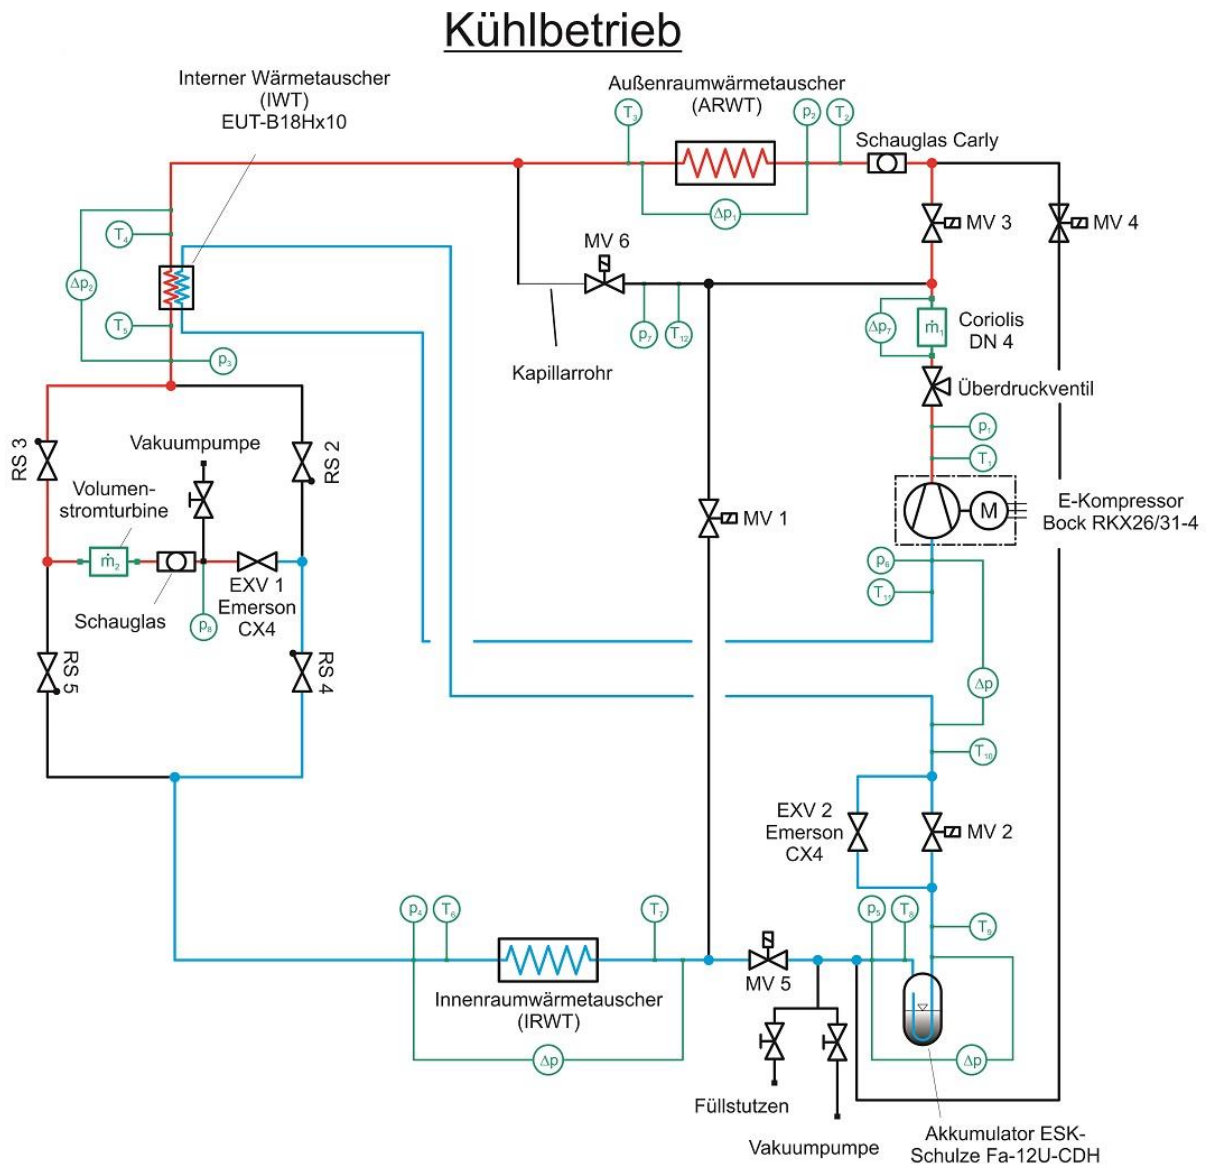 Kühlbetrieb
Interner Wärmetauscher
(IWT)
EUT-B18Hx10
Außenraumwärmetauscher
(ARWT)
T₃
p₂
T₂
Schauglas Carly
Δp₁
MV 3
MV 4
T₄
MV 6
Δp₂
T₅
p₃
p₇
T₁₂
Kapillarrohr
Δp₇
ṁ₁
Coriolis
DN 4
Überdruckventil
p₁
T₁
RS 3
Vakuumpumpe
RS 2
Volumen-
stromturbine
MV 1
M
E-Kompressor
Bock RKX26/31-4
ṁ₂
EXV 1
Emerson
CX4
Schauglas
p₈
p₆
T₁₁
RS 5
RS 4
Δp
T₁₀
EXV 2
Emerson
CX4
MV 2
p₄
T₆
T₇
p₅
T₈
T₉
MV 5
Innenraumwärmetauscher
(IRWT)
Δp
Δp
Füllstutzen
Vakuumpumpe
Akkumulator ESK-
Schulze Fa-12U-CDH